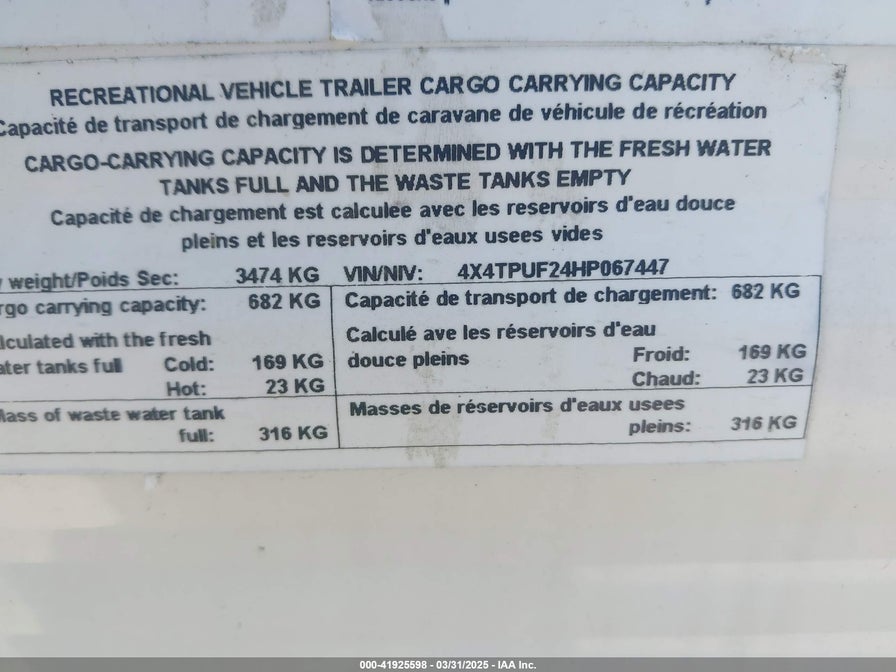 RECREATIONAL VEHICLE TRAILER CARGO CARRYING CAPACITY
Capacité de transport de chargement de caravane de véhicule de récréation
CARGO-CARRYING CAPACITY IS DETERMINED WITH THE FRESH WATER
TANKS FULL AND THE WASTE TANKS EMPTY
Capacité de chargement est calculee avec les reservoirs d'eau douce
pleins et les reservoirs d'eaux usees vides
y weight/Poids Sec: 3474 KG VIN/NIV: 4X4TPUF24HP067447
rgo carrying capacity: 682 KG Capacité de transport de chargement: 682 KG
lculated with the fresh
ater tanks full Cold: 169 KG
Hot: 23 KG
Calculé ave les réservoirs d'eau
douce pleins Froid: 169 KG
Chaud: 23 KG
Mass of waste water tank
full: 316 KG
Masses de réservoirs d'eaux usees
pleins: 316 KG
000-41925598 - 03/31/2025 - IAA Inc.